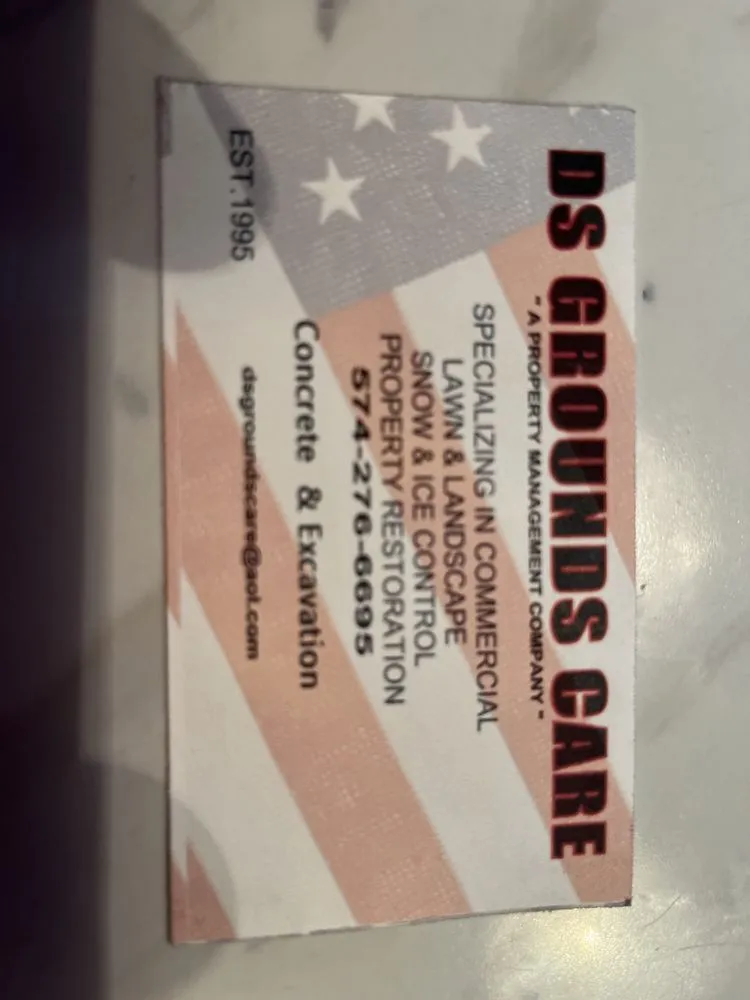 DS GROUNDS CARE
" A PROPERTY MANAGEMENT COMPANY "
SPECIALIZING IN COMMERCIAL
LAWN & LANDSCAPE
SNOW & ICE CONTROL
PROPERTY RESTORATION
574-276-6695
Concrete & Excavation
dsgroundscare@aol.com
EST.1995